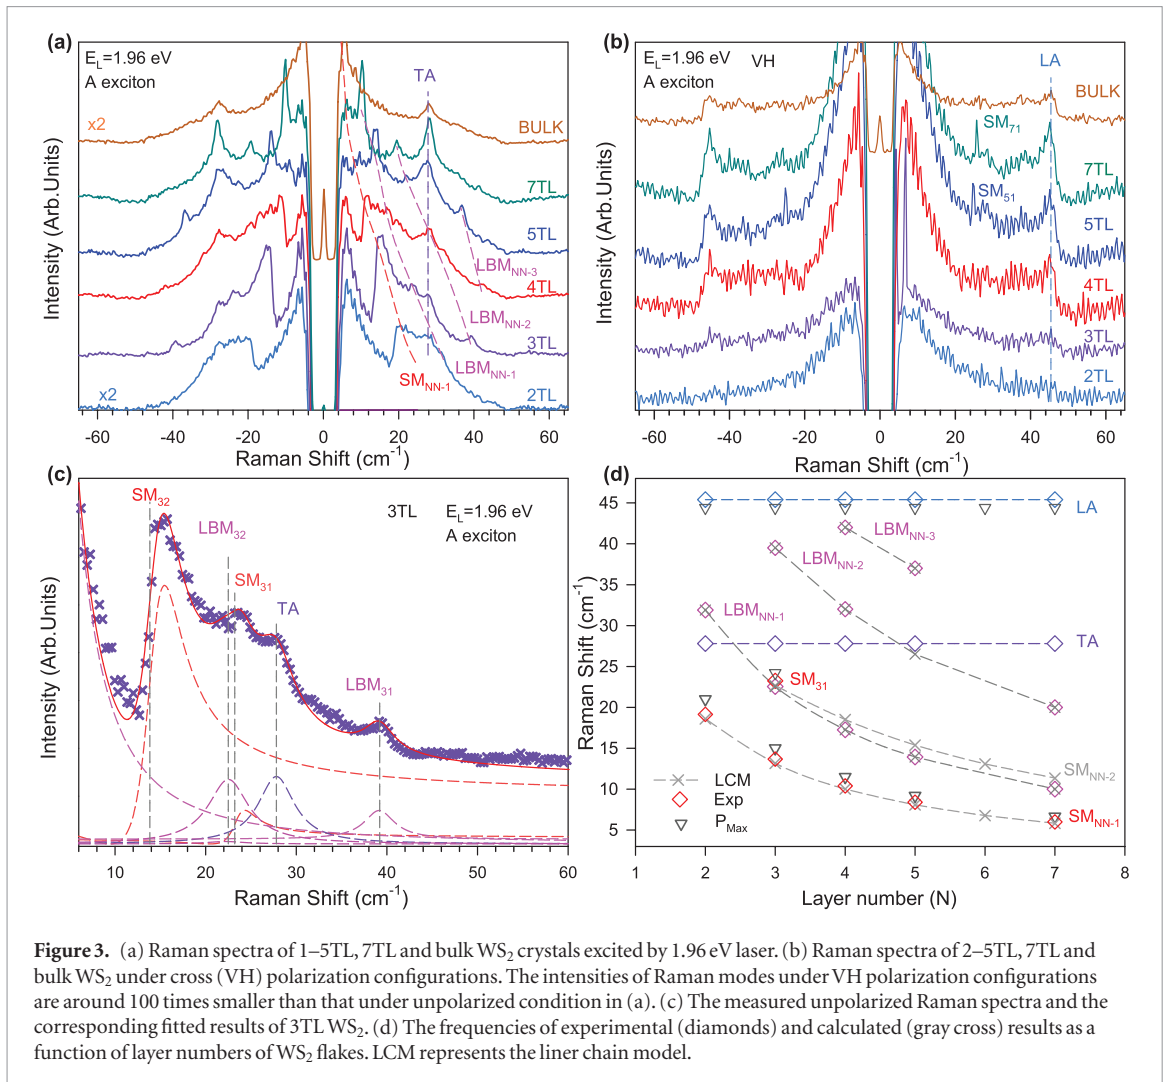 (a)
E_L=1.96 eV
A exciton
TA
x2
BULK
7TL
5TL
LBM_NN-3
4TL
LBM_NN-2
3TL
LBM_NN-1
SM_NN-1
x2
2TL
Intensity (Arb.Units)
-60 -40 -20 0 20 40 60
Raman Shift (cm^-1)
(b)
E_L=1.96 eV VH
A exciton
LA
BULK
SM_71
7TL
SM_51
5TL
4TL
3TL
2TL
Intensity (Arb.Units)
-60 -40 -20 0 20 40 60
Raman Shift (cm^-1)
(c)
SM_32
3TL E_L=1.96 eV
A exciton
LBM_32
SM_31
TA
LBM_31
Intensity (Arb.Units)
10 20 30 40 50 60
Raman Shift (cm^-1)
(d)
45
40
35
30
25
20
15
10
5
LA
LBM_NN-3
LBM_NN-2
LBM_NN-1
TA
SM_31
SM_NN-2
SM_NN-1
LCM
Exp
P_Max
Raman Shift (cm^-1)
1 2 3 4 5 6 7 8
Layer number (N)
Figure 3. (a) Raman spectra of 1–5TL, 7TL and bulk WS₂ crystals excited by 1.96 eV laser. (b) Raman spectra of 2–5TL, 7TL and
bulk WS₂ under cross (VH) polarization configurations. The intensities of Raman modes under VH polarization configurations
are around 100 times smaller than that under unpolarized condition in (a). (c) The measured unpolarized Raman spectra and the
corresponding fitted results of 3TL WS₂. (d) The frequencies of experimental (diamonds) and calculated (gray cross) results as a
function of layer numbers of WS₂ flakes. LCM represents the liner chain model.